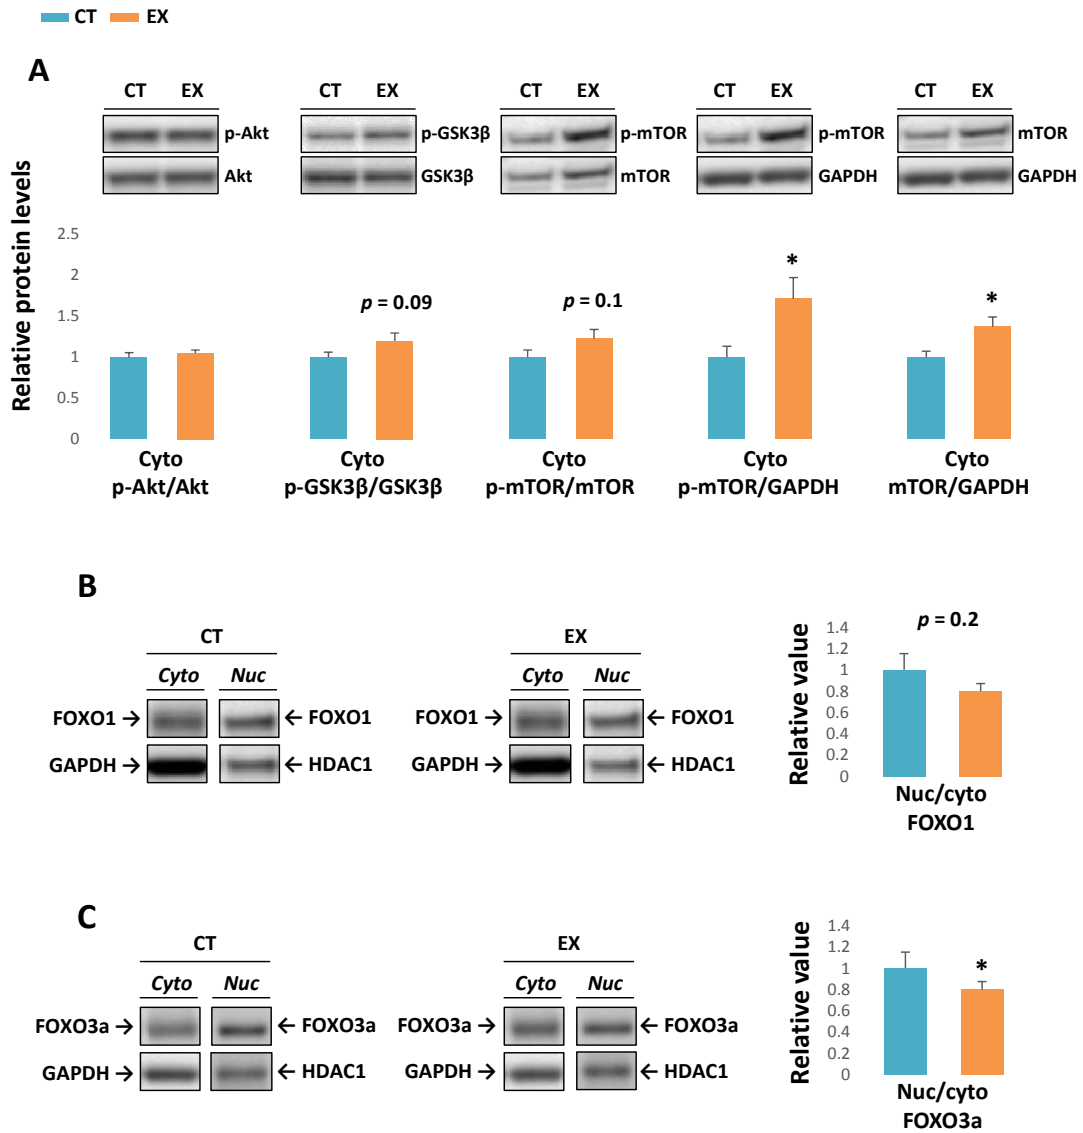 CT EX
A
CT EX CT EX CT EX CT EX CT EX
p-Akt p-GSK3β p-mTOR p-mTOR mTOR
Akt GSK3β mTOR GAPDH GAPDH
Relative protein levels
2.5
2
1.5
1
0.5
0
p = 0.09
p = 0.1
*
*
Cyto Cyto Cyto Cyto Cyto
p-Akt/Akt p-GSK3β/GSK3β p-mTOR/mTOR p-mTOR/GAPDH mTOR/GAPDH
B
CT EX
Cyto Nuc Cyto Nuc
FOXO1 → ← FOXO1 FOXO1 → ← FOXO1
GAPDH → ← HDAC1 GAPDH → ← HDAC1
Relative value
p = 0.2
1.4
1.2
1
0.8
0.6
0.4
0.2
0
Nuc/cyto
FOXO1
C
CT EX
Cyto Nuc Cyto Nuc
FOXO3a → ← FOXO3a FOXO3a → ← FOXO3a
GAPDH → ← HDAC1 GAPDH → ← HDAC1
Relative value
1.4
1.2
1
0.8
0.6
0.4
0.2
0
*
Nuc/cyto
FOXO3a